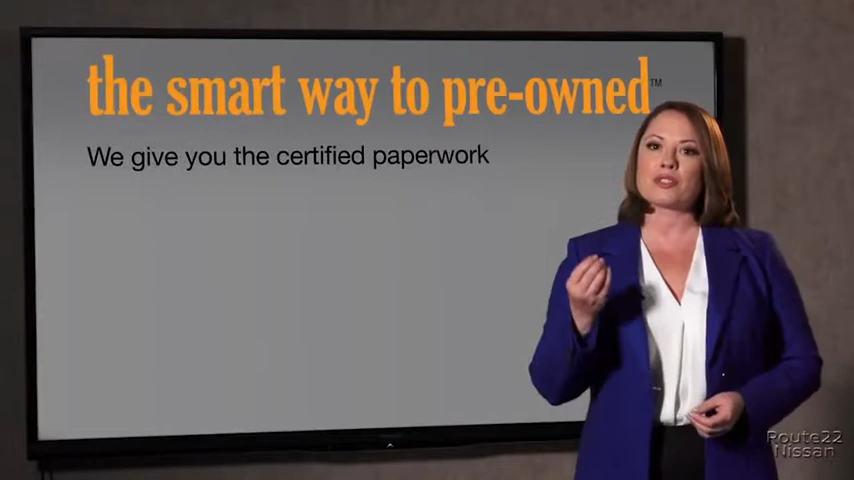 the smart way to pre-owned™
We give you the certified paperwork
Route22
Nissan